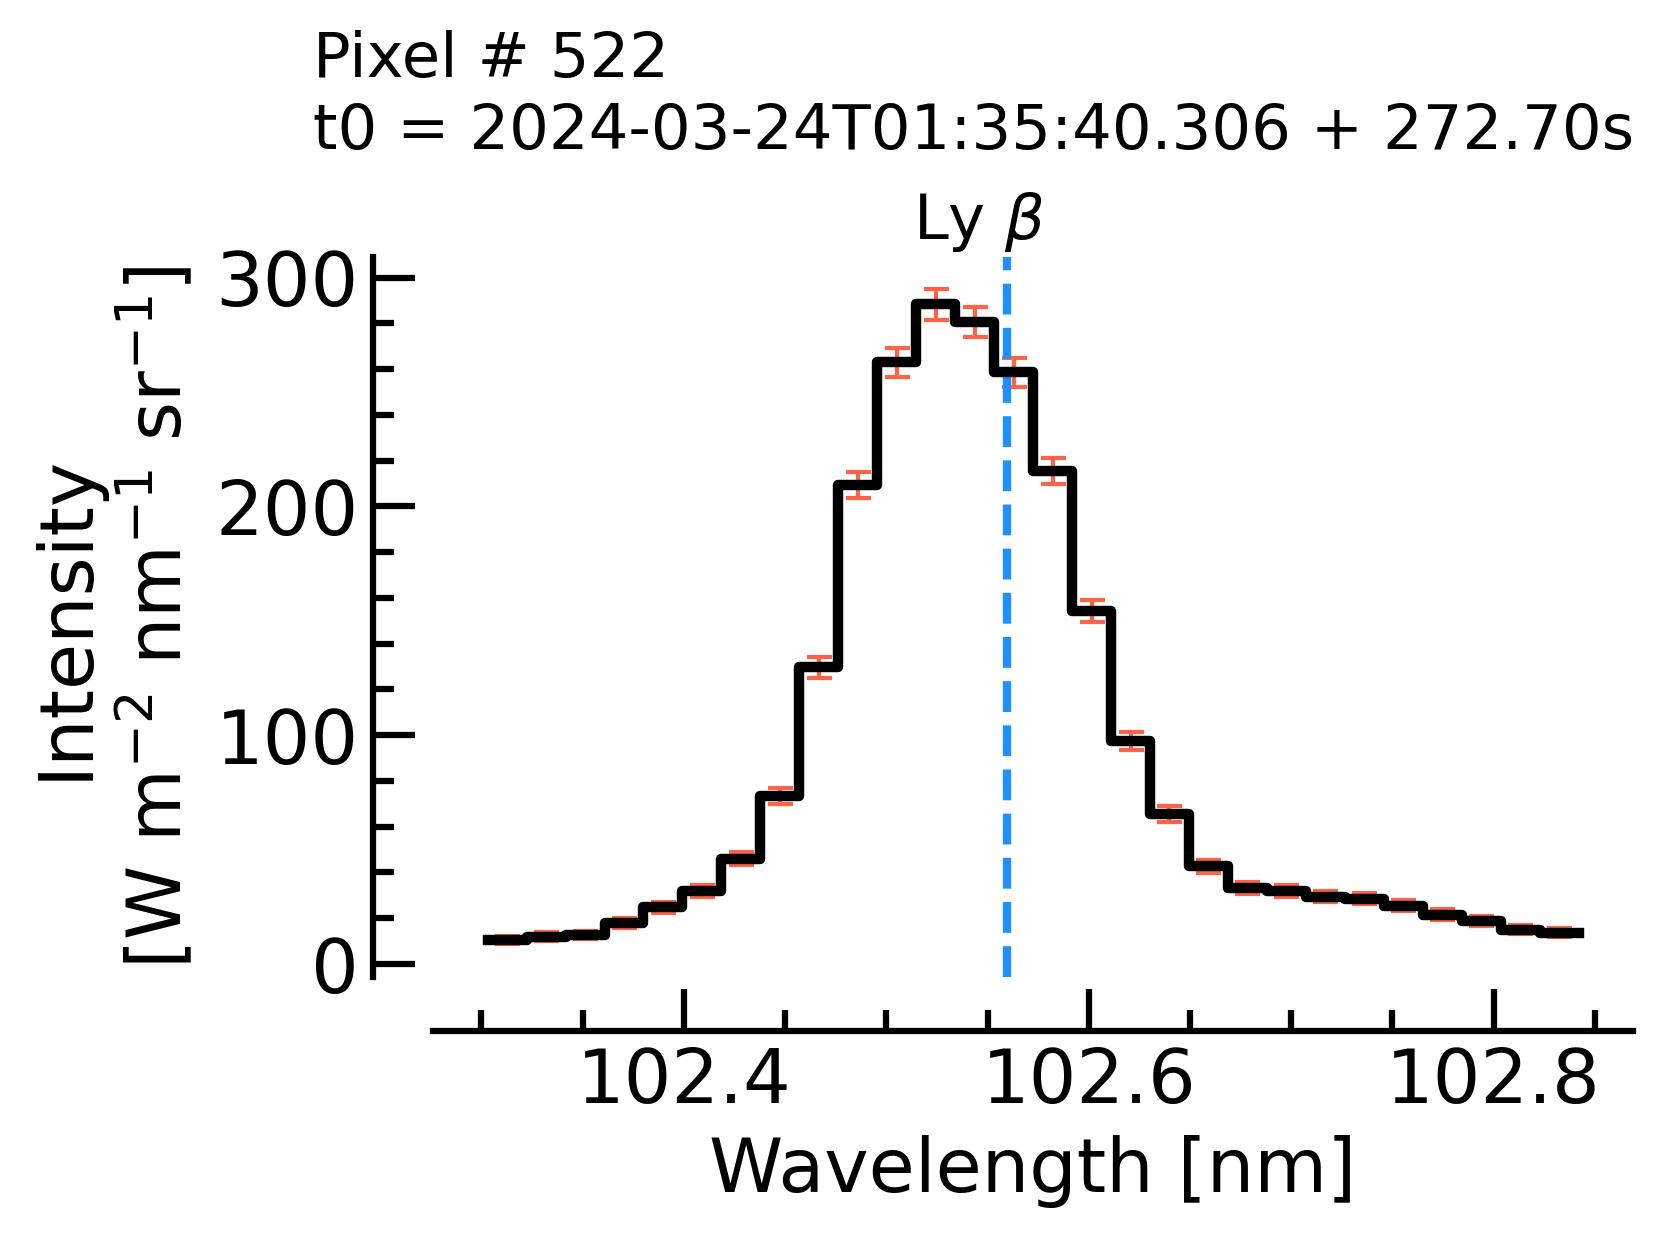 Pixel # 522
t0 = 2024-03-24T01:35:40.306 + 272.70s
Ly β
Intensity
[W m⁻² nm⁻¹ sr⁻¹]
300
200
100
0
102.4 102.6 102.8
Wavelength [nm]